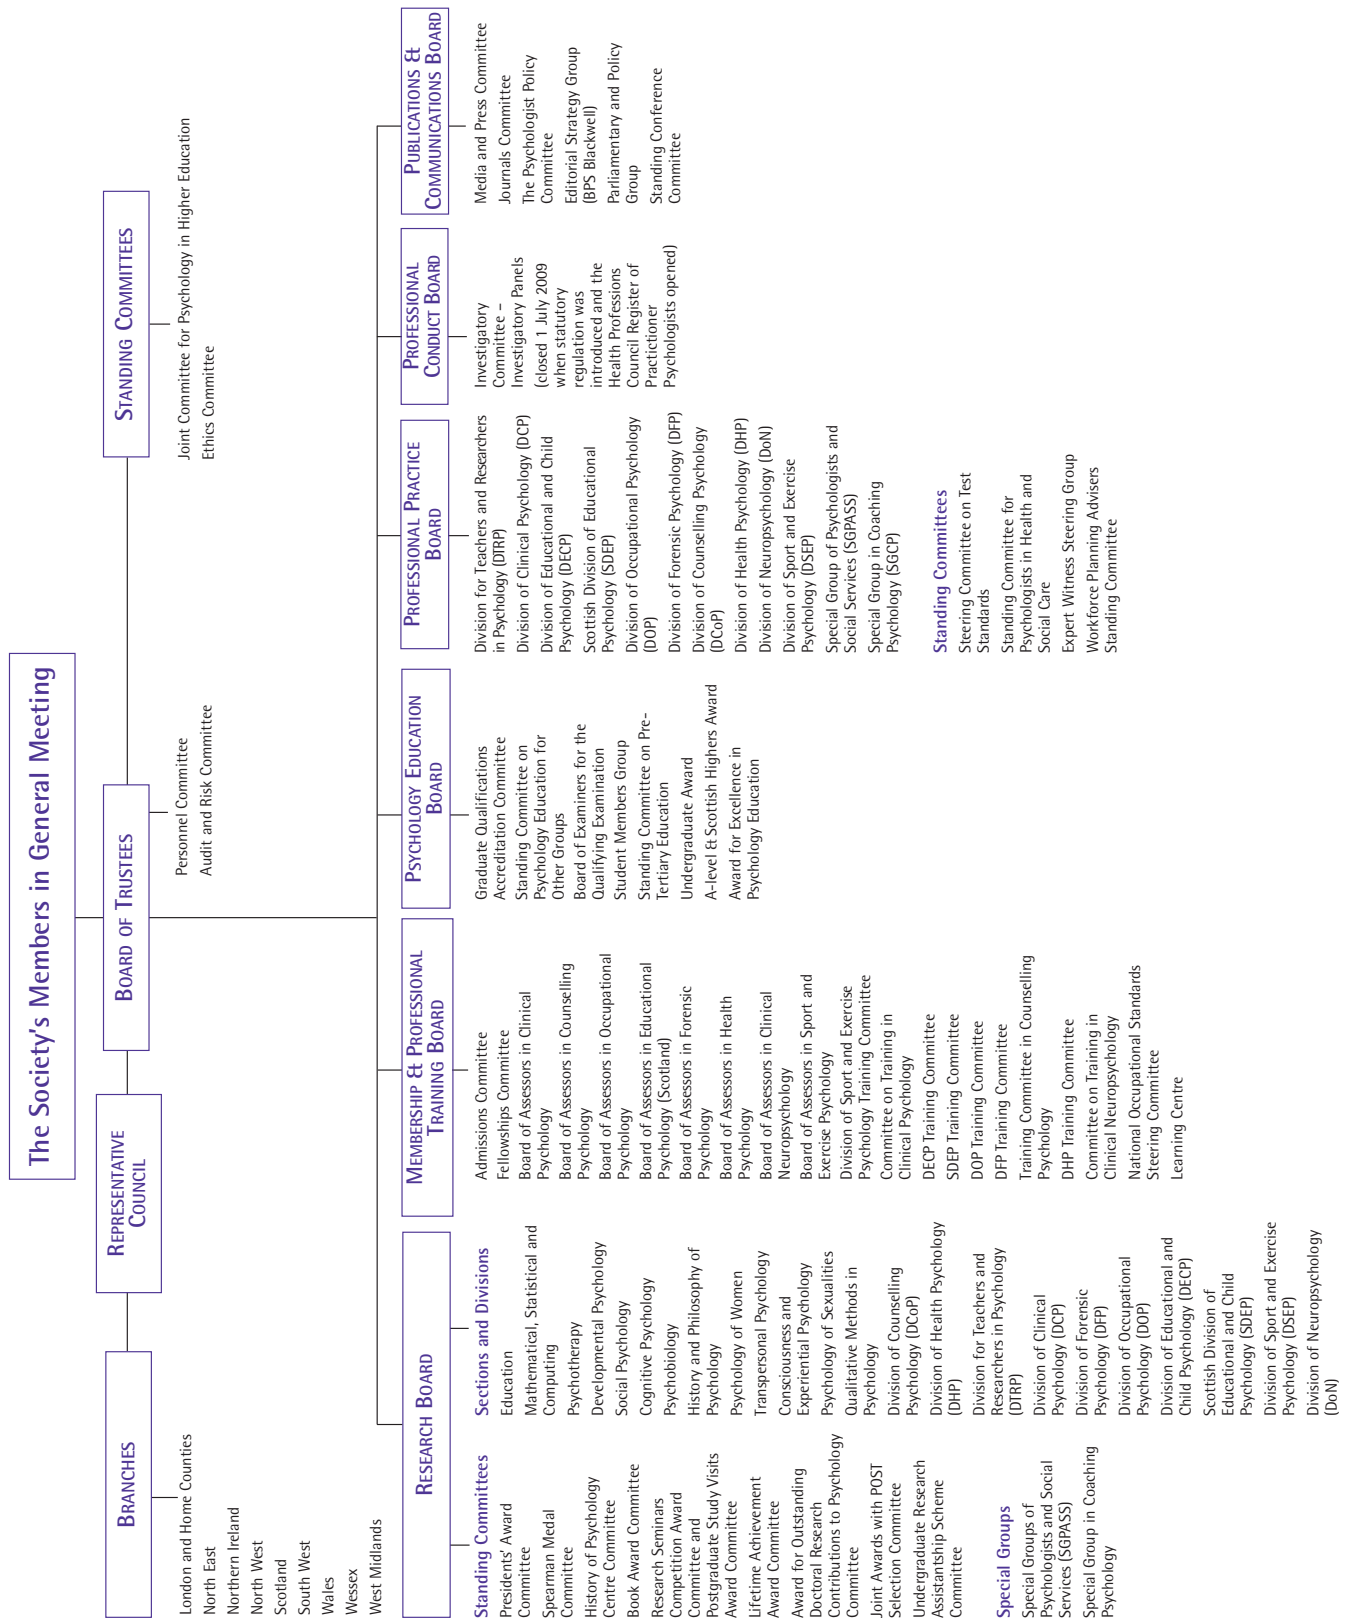 The Society's Members in General Meeting
BRANCHES
London and Home Counties
North East
Northern Ireland
North West
Scotland
South West
Wales
Wessex
West Midlands
REPRESENTATIVE
COUNCIL
BOARD OF TRUSTEES
Personnel Committee
Audit and Risk Committee
STANDING COMMITTEES
Joint Committee for Psychology in Higher Education
Ethics Committee
RESEARCH BOARD
Standing Committees
Presidents' Award
Committee
Spearman Medal
Committee
History of Psychology
Centre Committee
Book Award Committee
Research Seminars
Competition Award
Committee and
Postgraduate Study Visits
Award Committee
Lifetime Achievement
Award Committee
Award for Outstanding
Doctoral Research
Contributions to Psychology
Committee
Joint Awards with POST
Selection Committee
Undergraduate Research
Assistantship Scheme
Committee
Special Groups
Special Groups of
Psychologists and Social
Services (SGPASS)
Special Group in Coaching
Psychology
Sections and Divisions
Education
Mathematical, Statistical and
Computing
Psychotherapy
Developmental Psychology
Social Psychology
Cognitive Psychology
Psychobiology
History and Philosophy of
Psychology
Psychology of Women
Transpersonal Psychology
Consciousness and
Experiential Psychology
Psychology of Sexualities
Qualitative Methods in
Psychology
Division of Counselling
Psychology (DCoP)
Division of Health Psychology
(DHP)
Division for Teachers and
Researchers in Psychology
(DTRP)
Division of Clinical
Psychology (DCP)
Division of Forensic
Psychology (DFP)
Division of Occupational
Psychology (DOP)
Division of Educational and
Child Psychology (DECP)
Scottish Division of
Educational and Child
Psychology (SDEP)
Division of Sport and Exercise
Psychology (DSEP)
Division of Neuropsychology
(DoN)
MEMBERSHIP & PROFESSIONAL
TRAINING BOARD
Admissions Committee
Fellowships Committee
Board of Assessors in Clinical
Psychology
Board of Assessors in Counselling
Psychology
Board of Assessors in Occupational
Psychology
Board of Assessors in Educational
Psychology (Scotland)
Board of Assessors in Forensic
Psychology
Board of Assessors in Health
Psychology
Board of Assessors in Clinical
Neuropsychology
Board of Assessors in Sport and
Exercise Psychology
Division of Sport and Exercise
Psychology Training Committee
Committee on Training in
Clinical Psychology
DECP Training Committee
SDEP Training Committee
DOP Training Committee
DFP Training Committee
Training Committee in Counselling
Psychology
DHP Training Committee
Committee on Training in
Clinical Neuropsychology
National Occupational Standards
Steering Committee
Learning Centre
PSYCHOLOGY EDUCATION
BOARD
Graduate Qualifications
Accreditation Committee
Standing Committee on
Psychology Education for
Other Groups
Board of Examiners for the
Qualifying Examination
Student Members Group
Standing Committee on Pre-
Tertiary Education
Undergraduate Award
A-level & Scottish Highers Award
Award for Excellence in
Psychology Education
PROFESSIONAL PRACTICE
BOARD
Division for Teachers and Researchers
in Psychology (DTRP)
Division of Clinical Psychology (DCP)
Division of Educational and Child
Psychology (DECP)
Scottish Division of Educational
Psychology (SDEP)
Division of Occupational Psychology
(DOP)
Division of Forensic Psychology (DFP)
Division of Counselling Psychology
(DCoP)
Division of Health Psychology (DHP)
Division of Neuropsychology (DoN)
Division of Sport and Exercise
Psychology (DSEP)
Special Group of Psychologists and
Social Services (SGPASS)
Special Group in Coaching
Psychology (SGCP)
Standing Committees
Steering Committee on Test
Standards
Standing Committee for
Psychologists in Health and
Social Care
Expert Witness Steering Group
Workforce Planning Advisers
Standing Committee
PROFESSIONAL
CONDUCT BOARD
Investigatory
Committee –
Investigatory Panels
(closed 1 July 2009
when statutory
regulation was
introduced and the
Health Professions
Council Register of
Practictioner
Psychologists opened)
PUBLICATIONS &
COMMUNICATIONS BOARD
Media and Press Committee
Journals Committee
The Psychologist Policy
Committee
Editorial Strategy Group
(BPS Blackwell)
Parliamentary and Policy
Group
Standing Conference
Committee